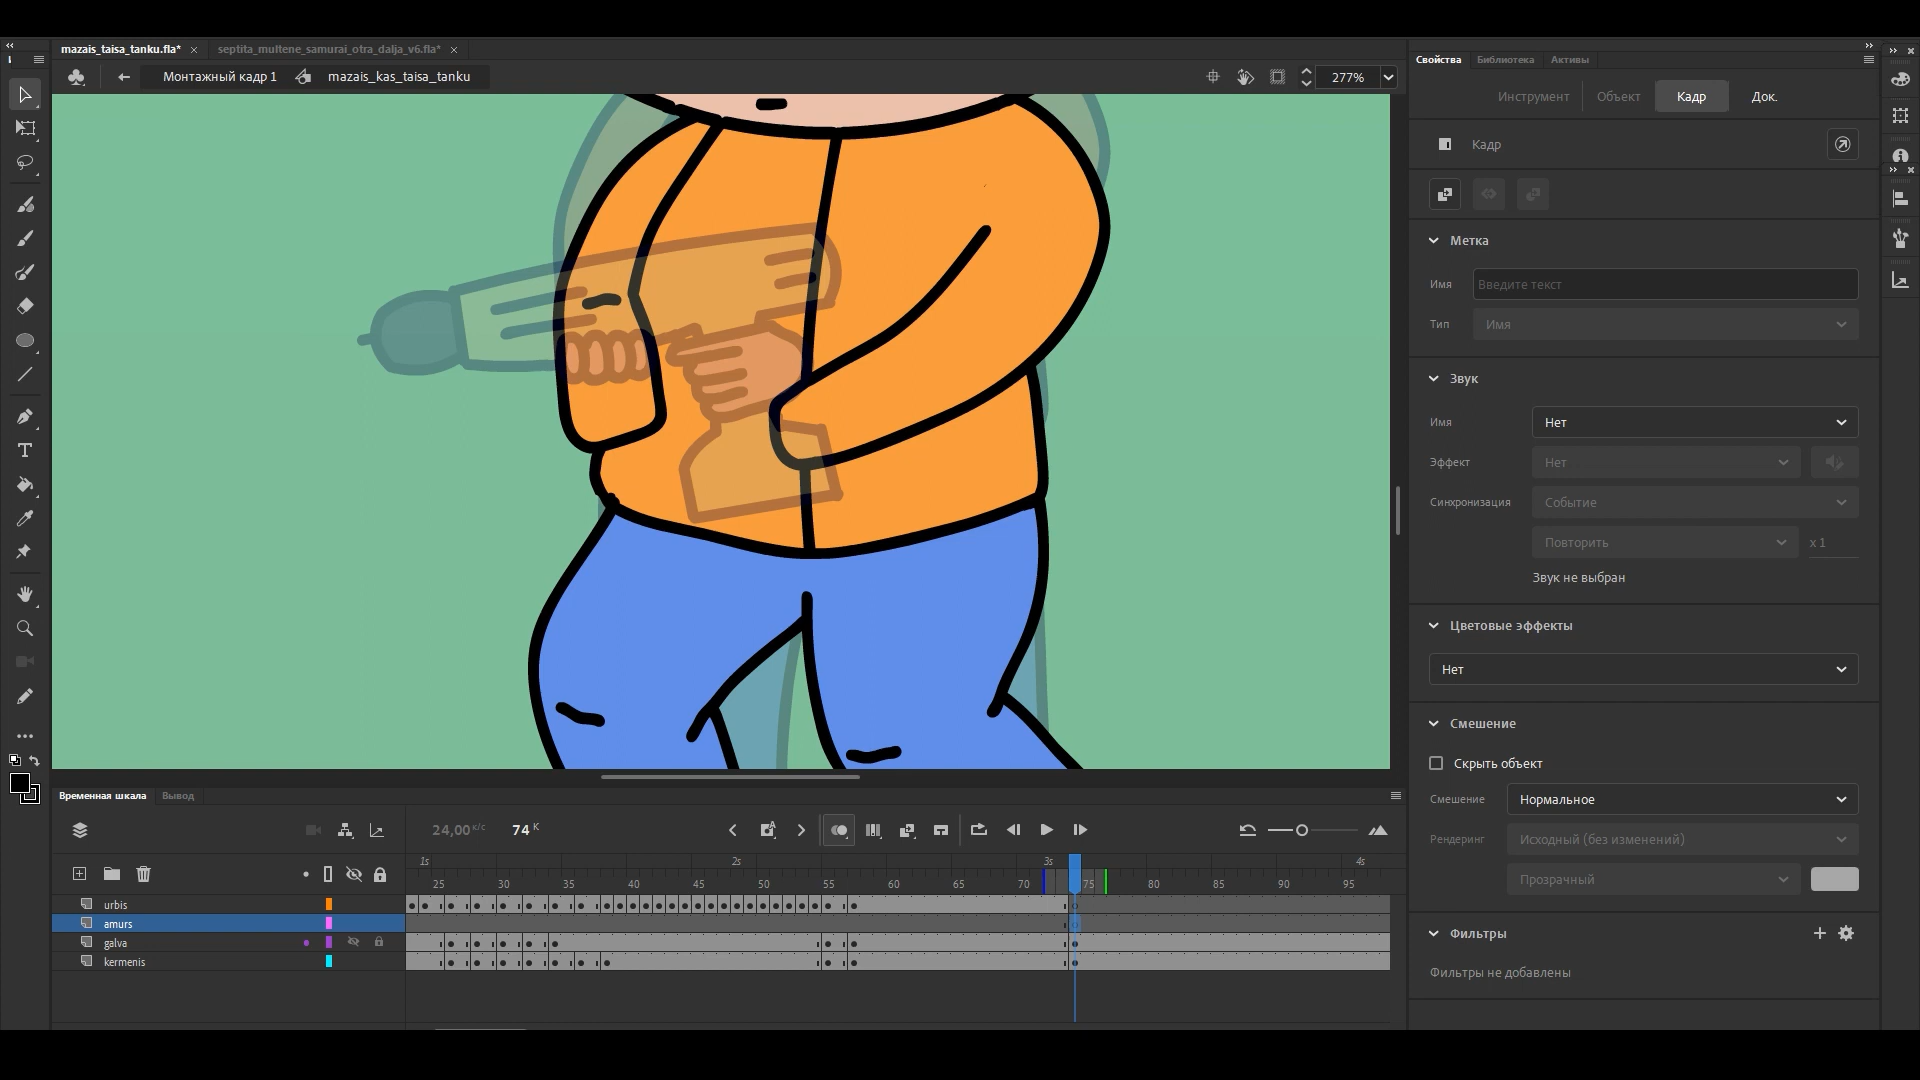 mazais_taisa_tanku.fla*
septita_multene_samurai_otra_dalja_v6.fla*
Монтажный кадр 1
mazais_kas_taisa_tanku
277%
Свойства
Библиотека
Активы
Инструмент
Объект
Кадр
Док.
Кадр
Метка
Имя
Введите текст
Тип
Имя
Звук
Имя
Нет
Эффект
Нет
Синхронизация
Событие
Повторить
x 1
Звук не выбран
Цветовые эффекты
Нет
Смешение
Скрыть объект
Смешение
Нормальное
Рендеринг
Исходный (без изменений)
Прозрачный
Фильтры
Фильтры не добавлены
Временная шкала
Вывод
24,00 к/с
74 К
1s
2s
3s
4s
25
30
35
40
45
50
55
60
65
70
75
80
85
90
95
urbis
amurs
galva
kermenis